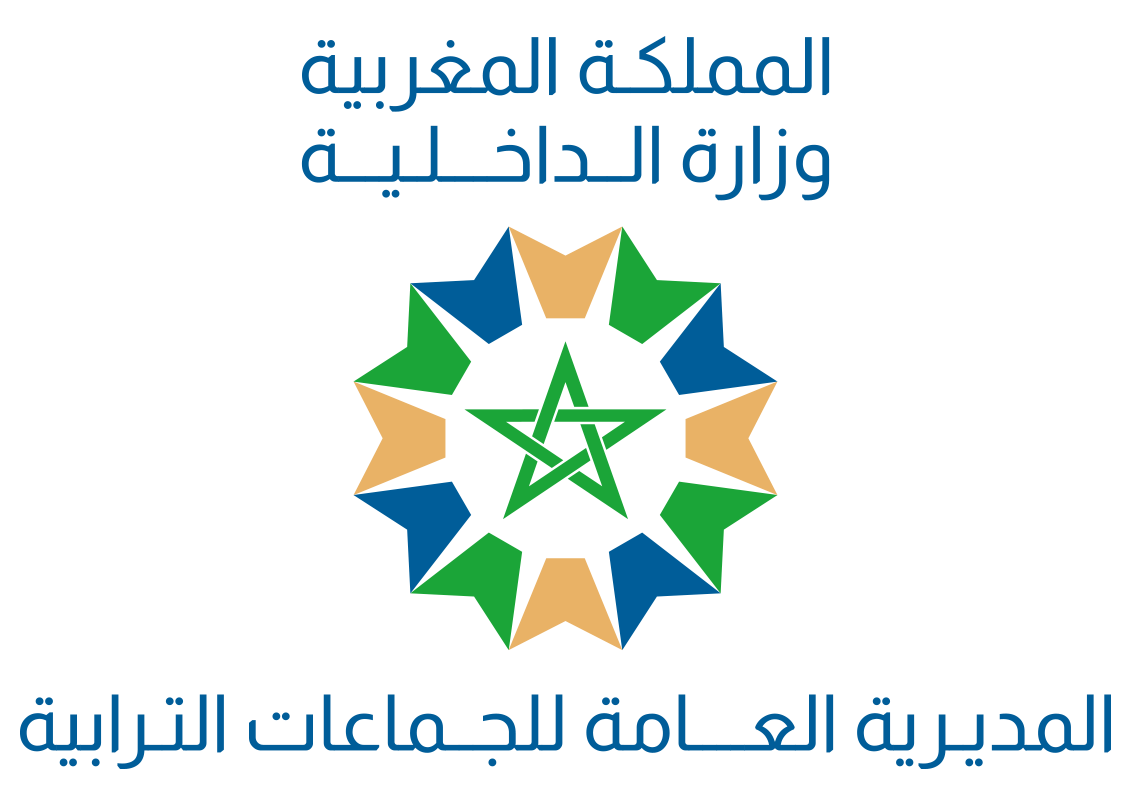 المملكة المغربية
وزارة الداخلية
المديرية العامة للجماعات الترابية